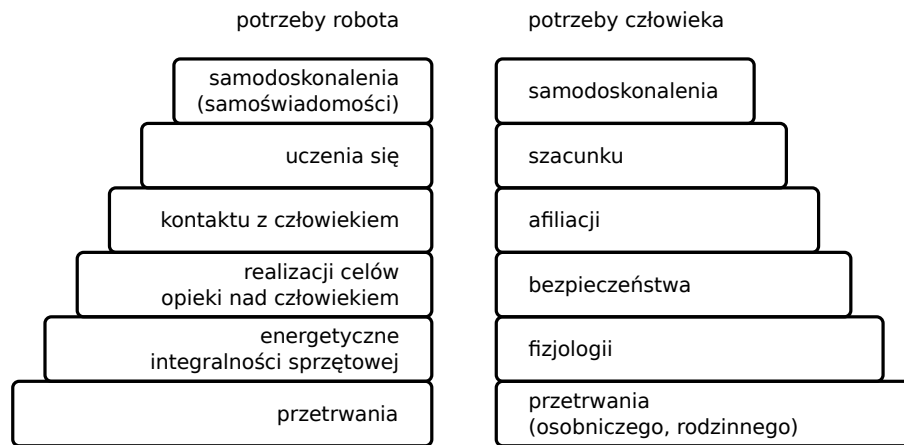 potrzeby robota
samodoskonalenia
(samoświadomości)
uczenia się
kontaktu z człowiekiem
realizacji celów
opieki nad człowiekiem
energetyczne
integralności sprzętowej
przetrwania
potrzeby człowieka
samodoskonalenia
szacunku
afiliacji
bezpieczeństwa
fizjologii
przetrwania
(osobniczego, rodzinnego)